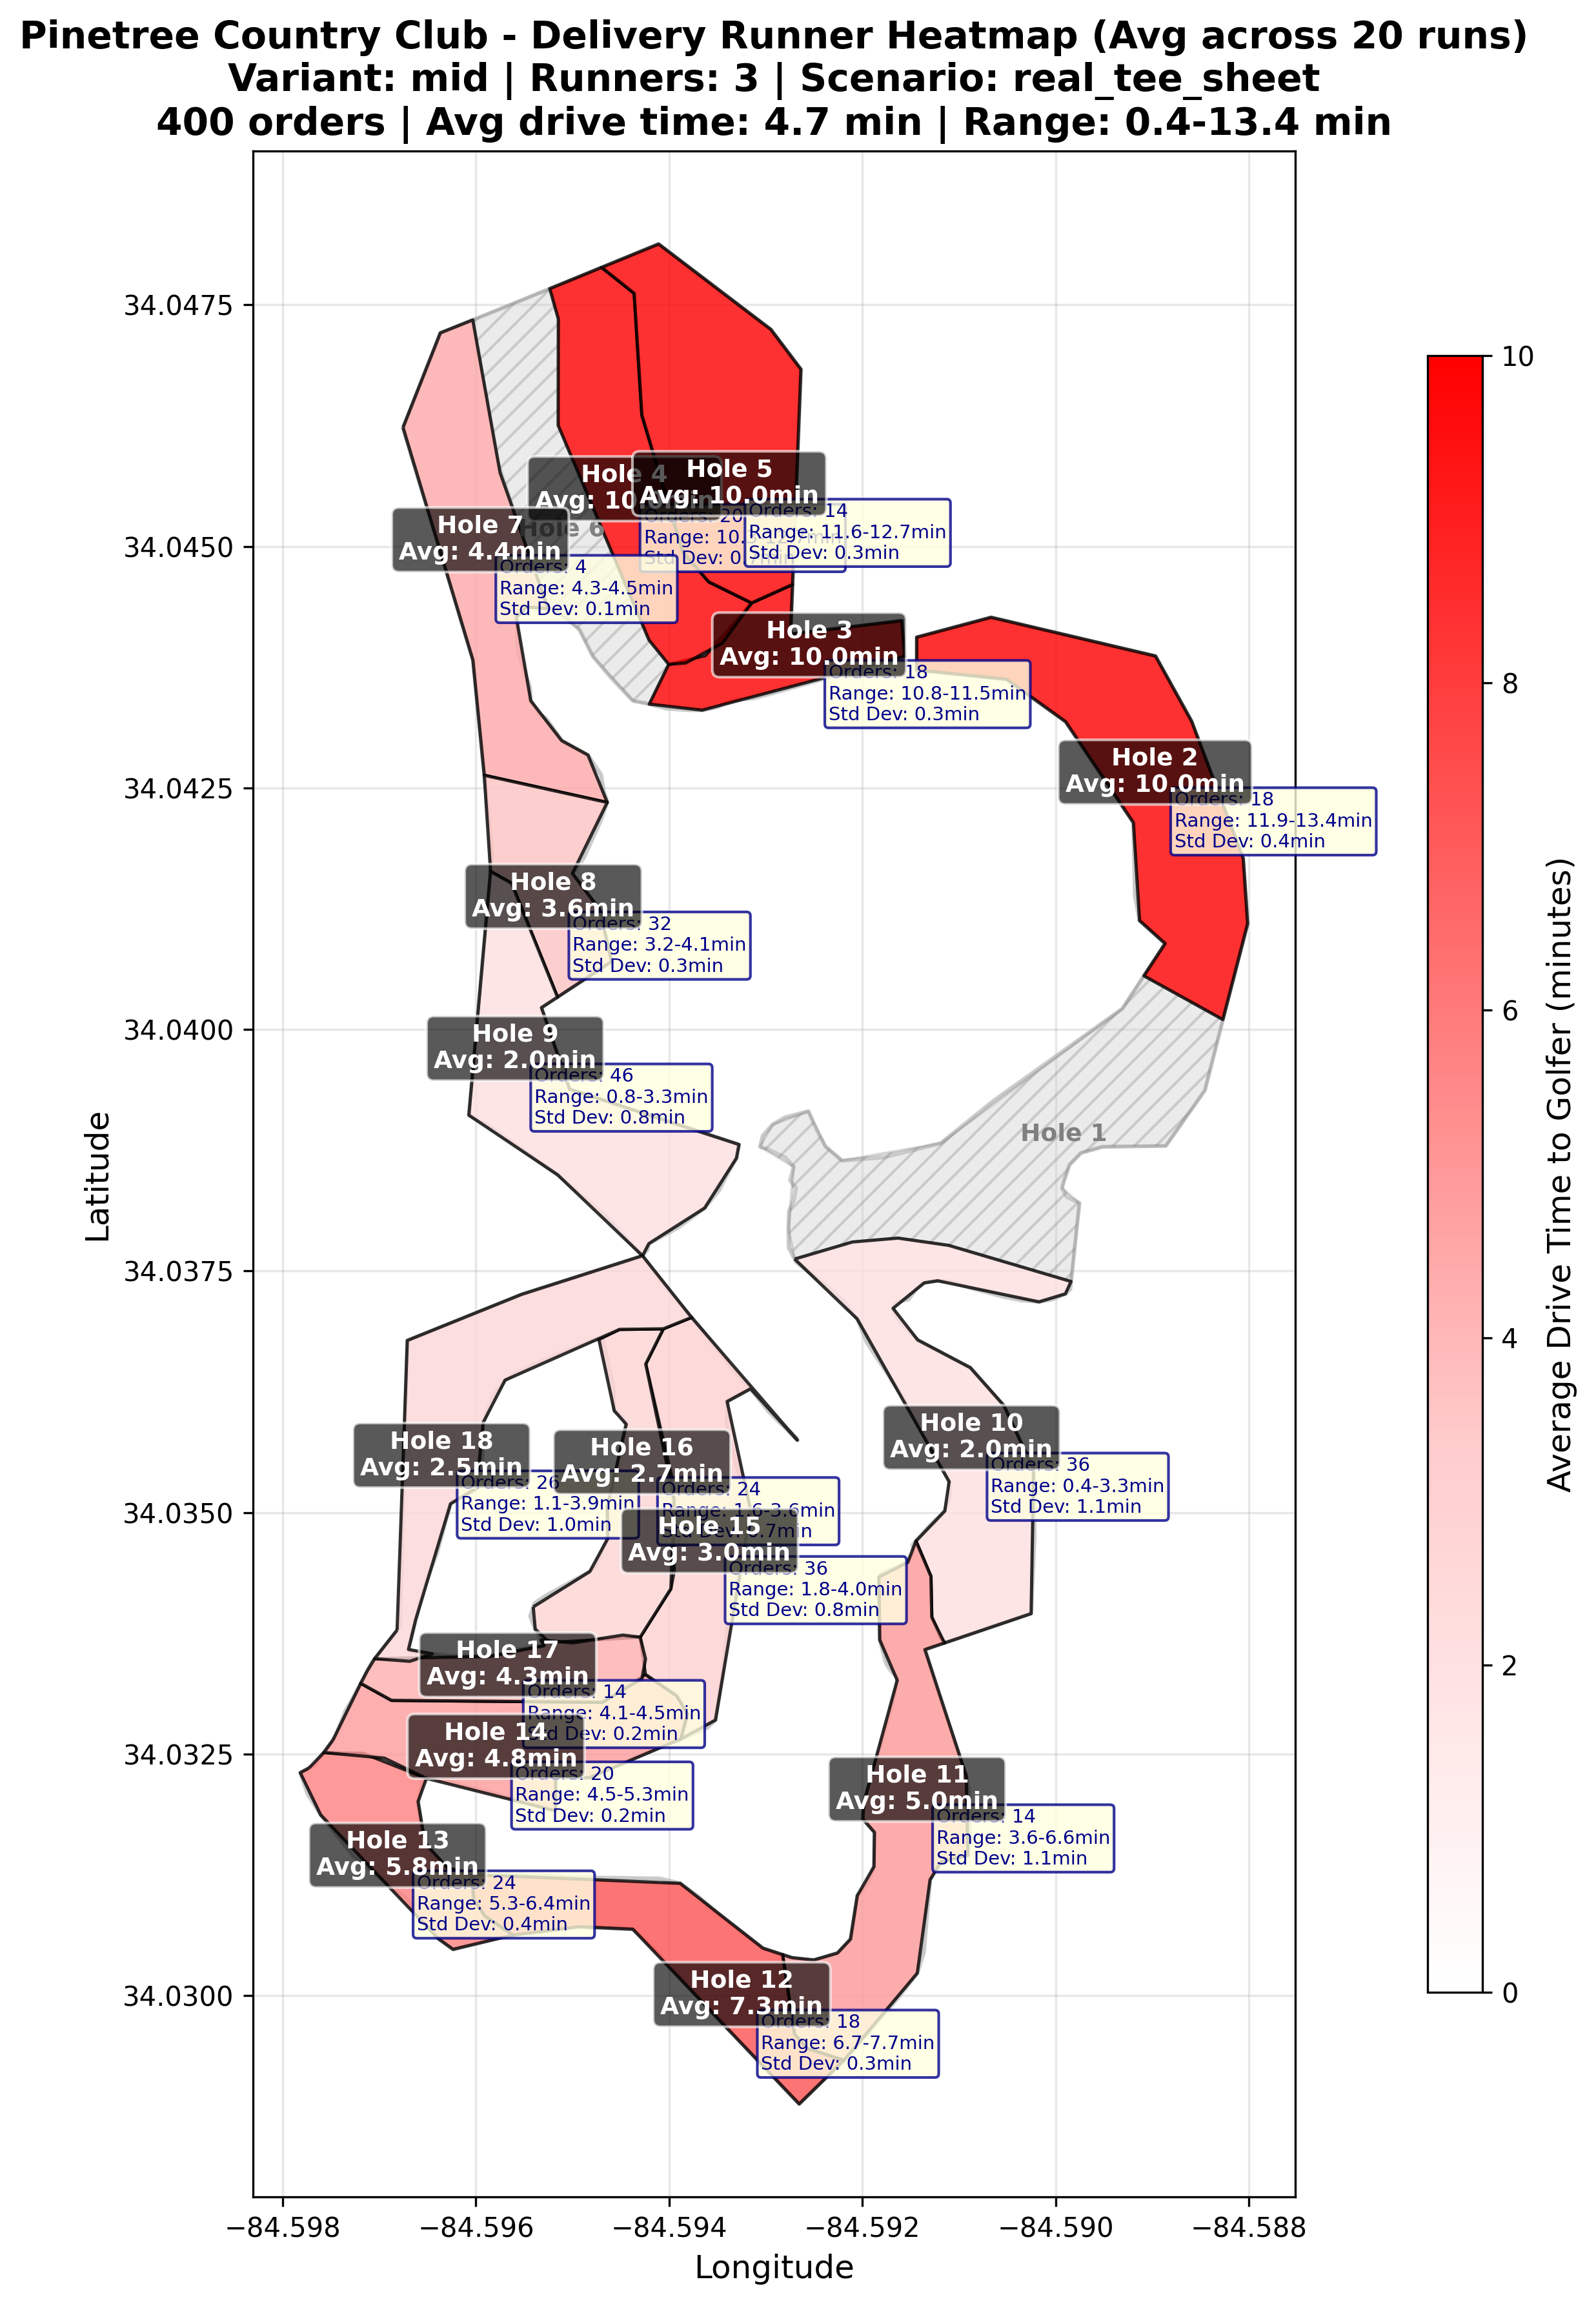 Pinetree Country Club - Delivery Runner Heatmap (Avg across 20 runs)
Variant: mid | Runners: 3 | Scenario: real_tee_sheet
400 orders | Avg drive time: 4.7 min | Range: 0.4-13.4 min
Hole 4
Avg:
Hole 5
Avg: 10.0min
Orders: 20
Range:
Std Dev:
Orders: 14
Range: 11.6-12.7min
Std Dev: 0.3min
Hole 6
Hole 7
Avg: 4.4min
Orders: 4
Range: 4.3-4.5min
Std Dev: 0.1min
Hole 3
Avg: 10.0min
Orders: 18
Range: 10.8-11.5min
Std Dev: 0.3min
Hole 2
Avg: 10.0min
Orders: 18
Range: 11.9-13.4min
Std Dev: 0.4min
Hole 8
Avg: 3.6min
Orders: 32
Range: 3.2-4.1min
Std Dev: 0.3min
Hole 9
Avg: 2.0min
Orders: 46
Range: 0.8-3.3min
Std Dev: 0.8min
Hole 1
Hole 10
Avg: 2.0min
Orders: 36
Range: 0.4-3.3min
Std Dev: 1.1min
Hole 18
Avg: 2.5min
Orders: 26
Range: 1.1-3.9min
Std Dev: 1.0min
Hole 16
Avg: 2.7min
Orders: 24
Range: 1.6-3.6min
Std Dev: 0.7min
Hole 15
Avg: 3.0min
Orders: 36
Range: 1.8-4.0min
Std Dev: 0.8min
Hole 17
Avg: 4.3min
Orders: 14
Range: 4.1-4.5min
Std Dev: 0.2min
Hole 14
Avg: 4.8min
Orders: 20
Range: 4.5-5.3min
Std Dev: 0.2min
Hole 11
Avg: 5.0min
Orders: 14
Range: 3.6-6.6min
Std Dev: 1.1min
Hole 13
Avg: 5.8min
Orders: 24
Range: 5.3-6.4min
Std Dev: 0.4min
Hole 12
Avg: 7.3min
Orders: 18
Range: 6.7-7.7min
Std Dev: 0.3min
34.0475
34.0450
34.0425
34.0400
34.0375
34.0350
34.0325
34.0300
Latitude
−84.598
−84.596
−84.594
−84.592
−84.590
−84.588
Longitude
10
8
6
4
2
0
Average Drive Time to Golfer (minutes)